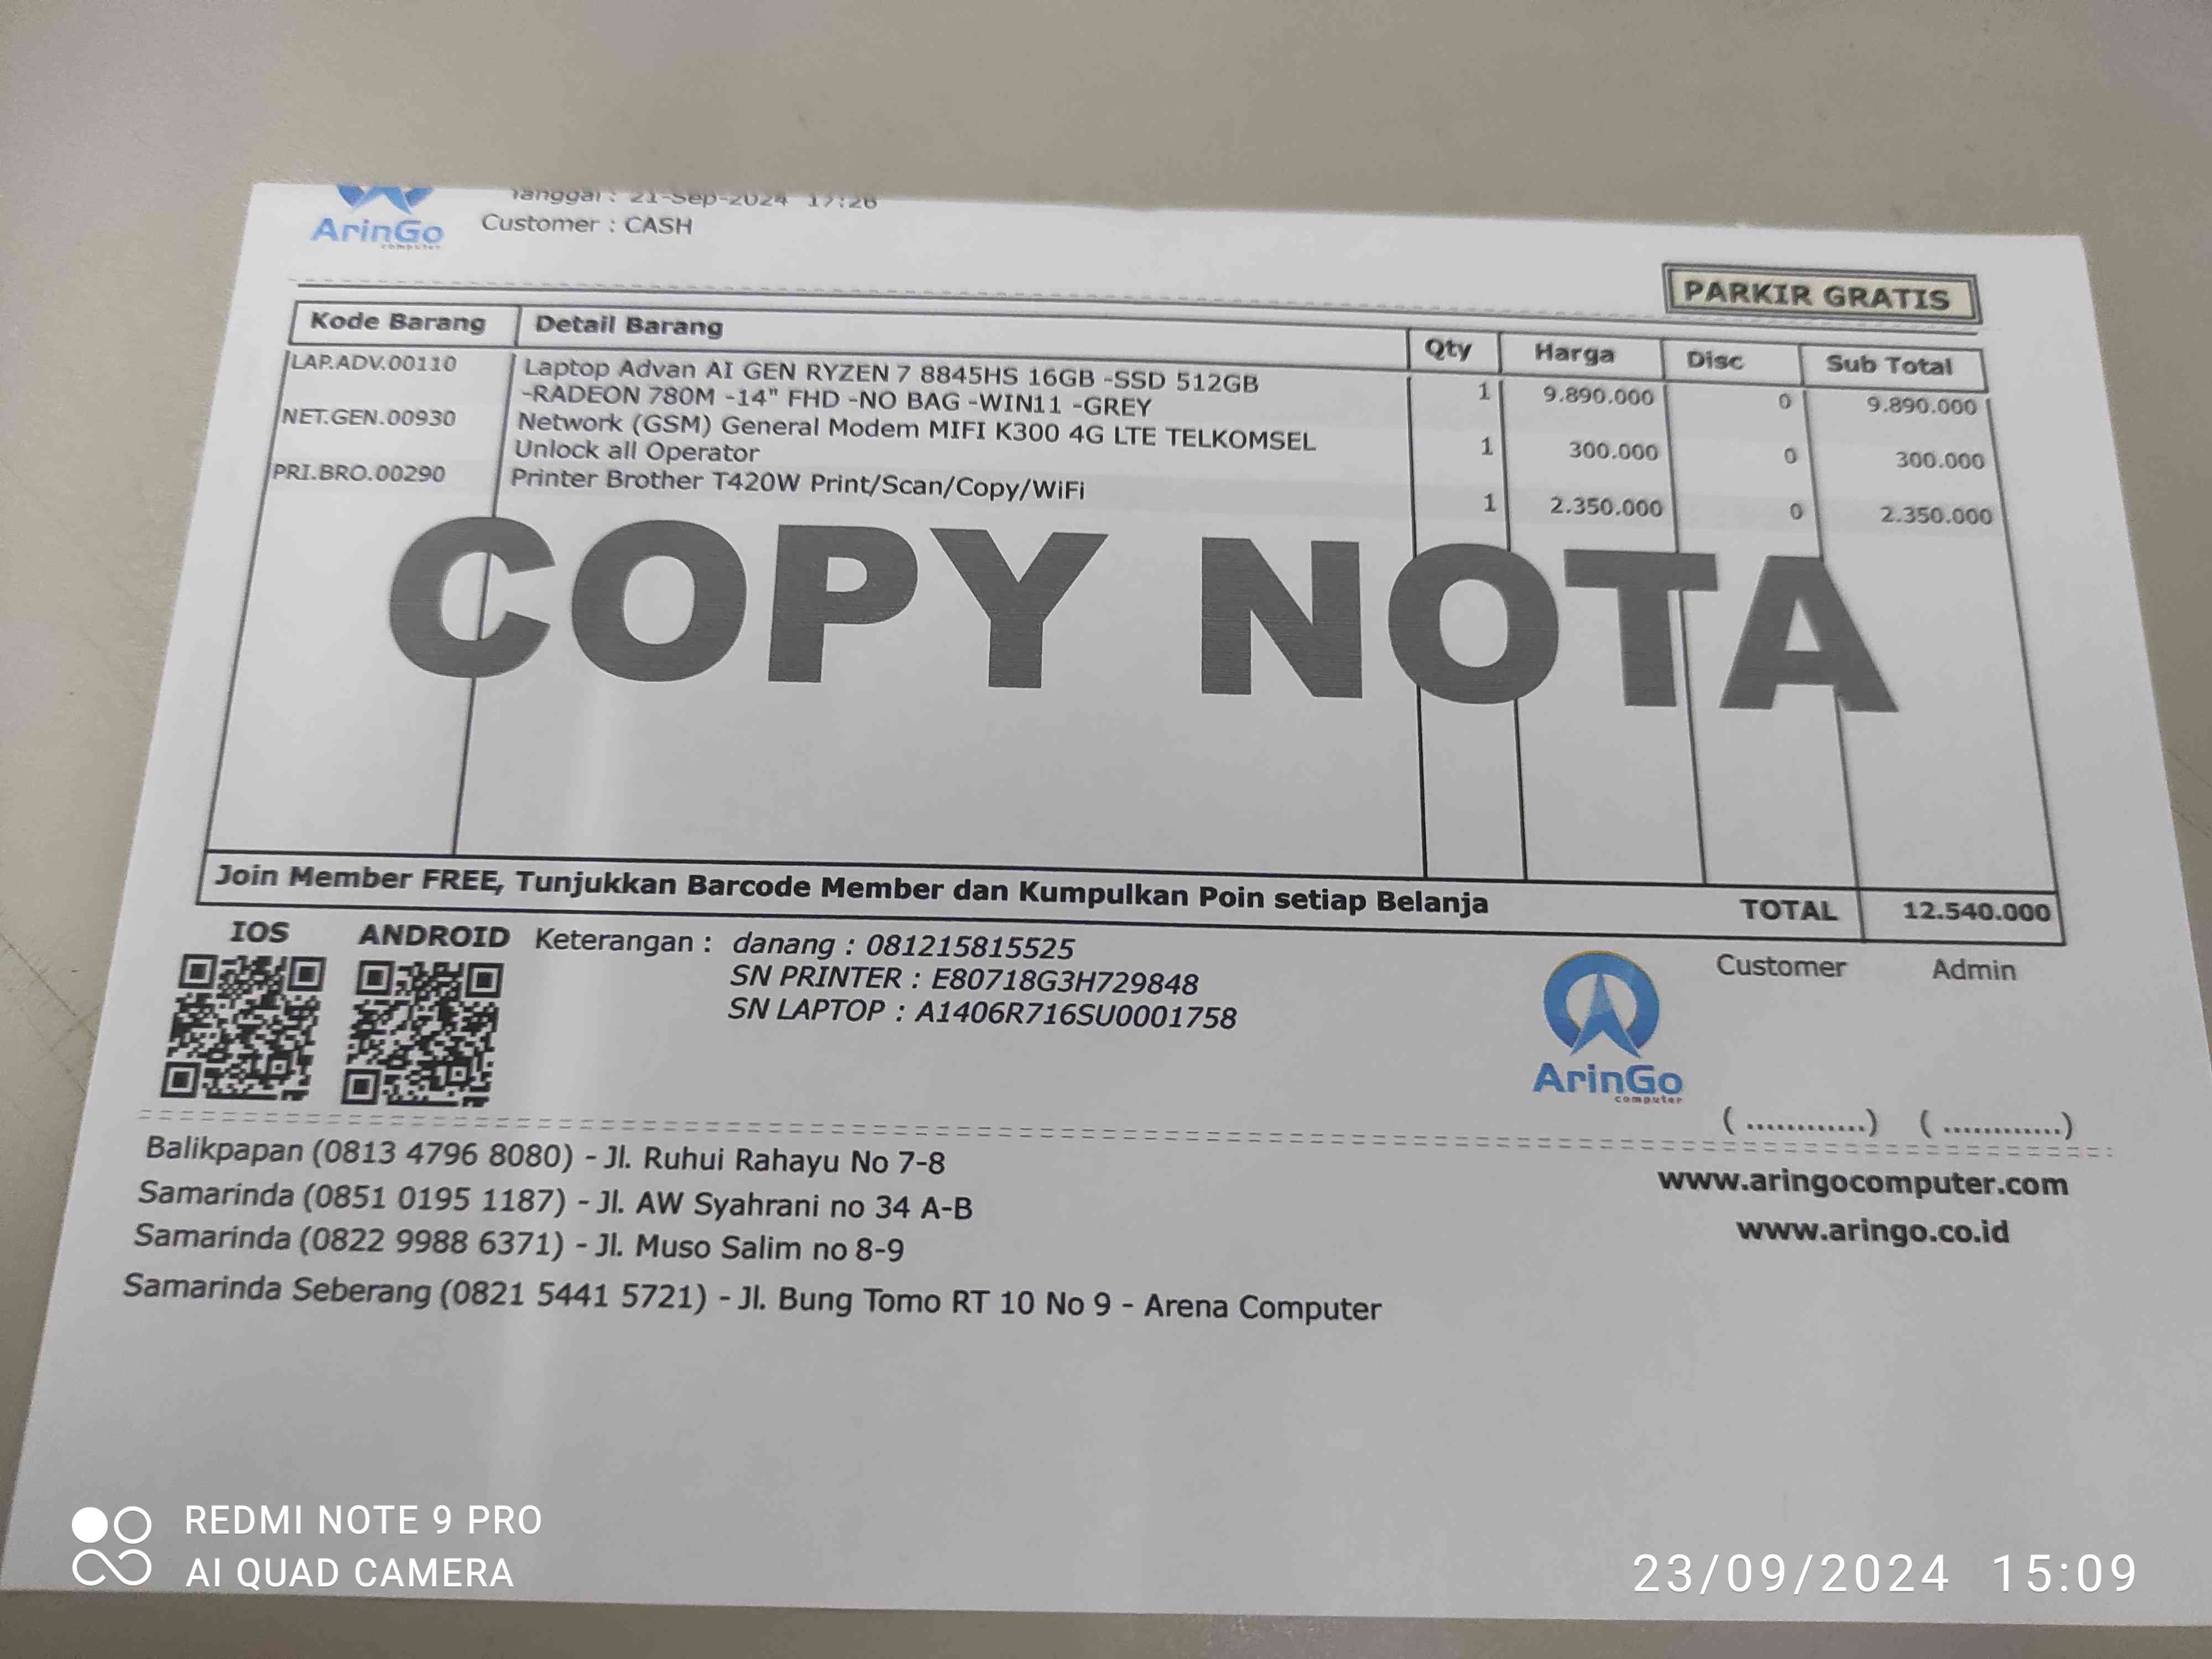 ArinGo
computer
Tanggal : 21-Sep-2024 17:26
Customer : CASH
PARKIR GRATIS
Kode Barang Detail Barang Qty Harga Disc Sub Total
LAP.ADV.00110 Laptop Advan AI GEN RYZEN 7 8845HS 16GB -SSD 512GB
-RADEON 780M -14" FHD -NO BAG -WIN11 -GREY 1 9.890.000 0 9.890.000
NET.GEN.00930 Network (GSM) General Modem MIFI K300 4G LTE TELKOMSEL
Unlock all Operator 1 300.000 0 300.000
PRI.BRO.00290 Printer Brother T420W Print/Scan/Copy/WiFi 1 2.350.000 0 2.350.000
COPY NOTA
Join Member FREE, Tunjukkan Barcode Member dan Kumpulkan Poin setiap Belanja TOTAL 12.540.000
IOS ANDROID Keterangan : danang : 081215815525
SN PRINTER : E80718G3H729848
SN LAPTOP : A1406R716SU0001758
Customer Admin
ArinGo
computer
( ............) ( ............)
Balikpapan (0813 4796 8080) - Jl. Ruhui Rahayu No 7-8
Samarinda (0851 0195 1187) - Jl. AW Syahrani no 34 A-B
Samarinda (0822 9988 6371) - Jl. Muso Salim no 8-9
Samarinda Seberang (0821 5441 5721) - Jl. Bung Tomo RT 10 No 9 - Arena Computer
www.aringocomputer.com
www.aringo.co.id
REDMI NOTE 9 PRO
AI QUAD CAMERA
23/09/2024 15:09